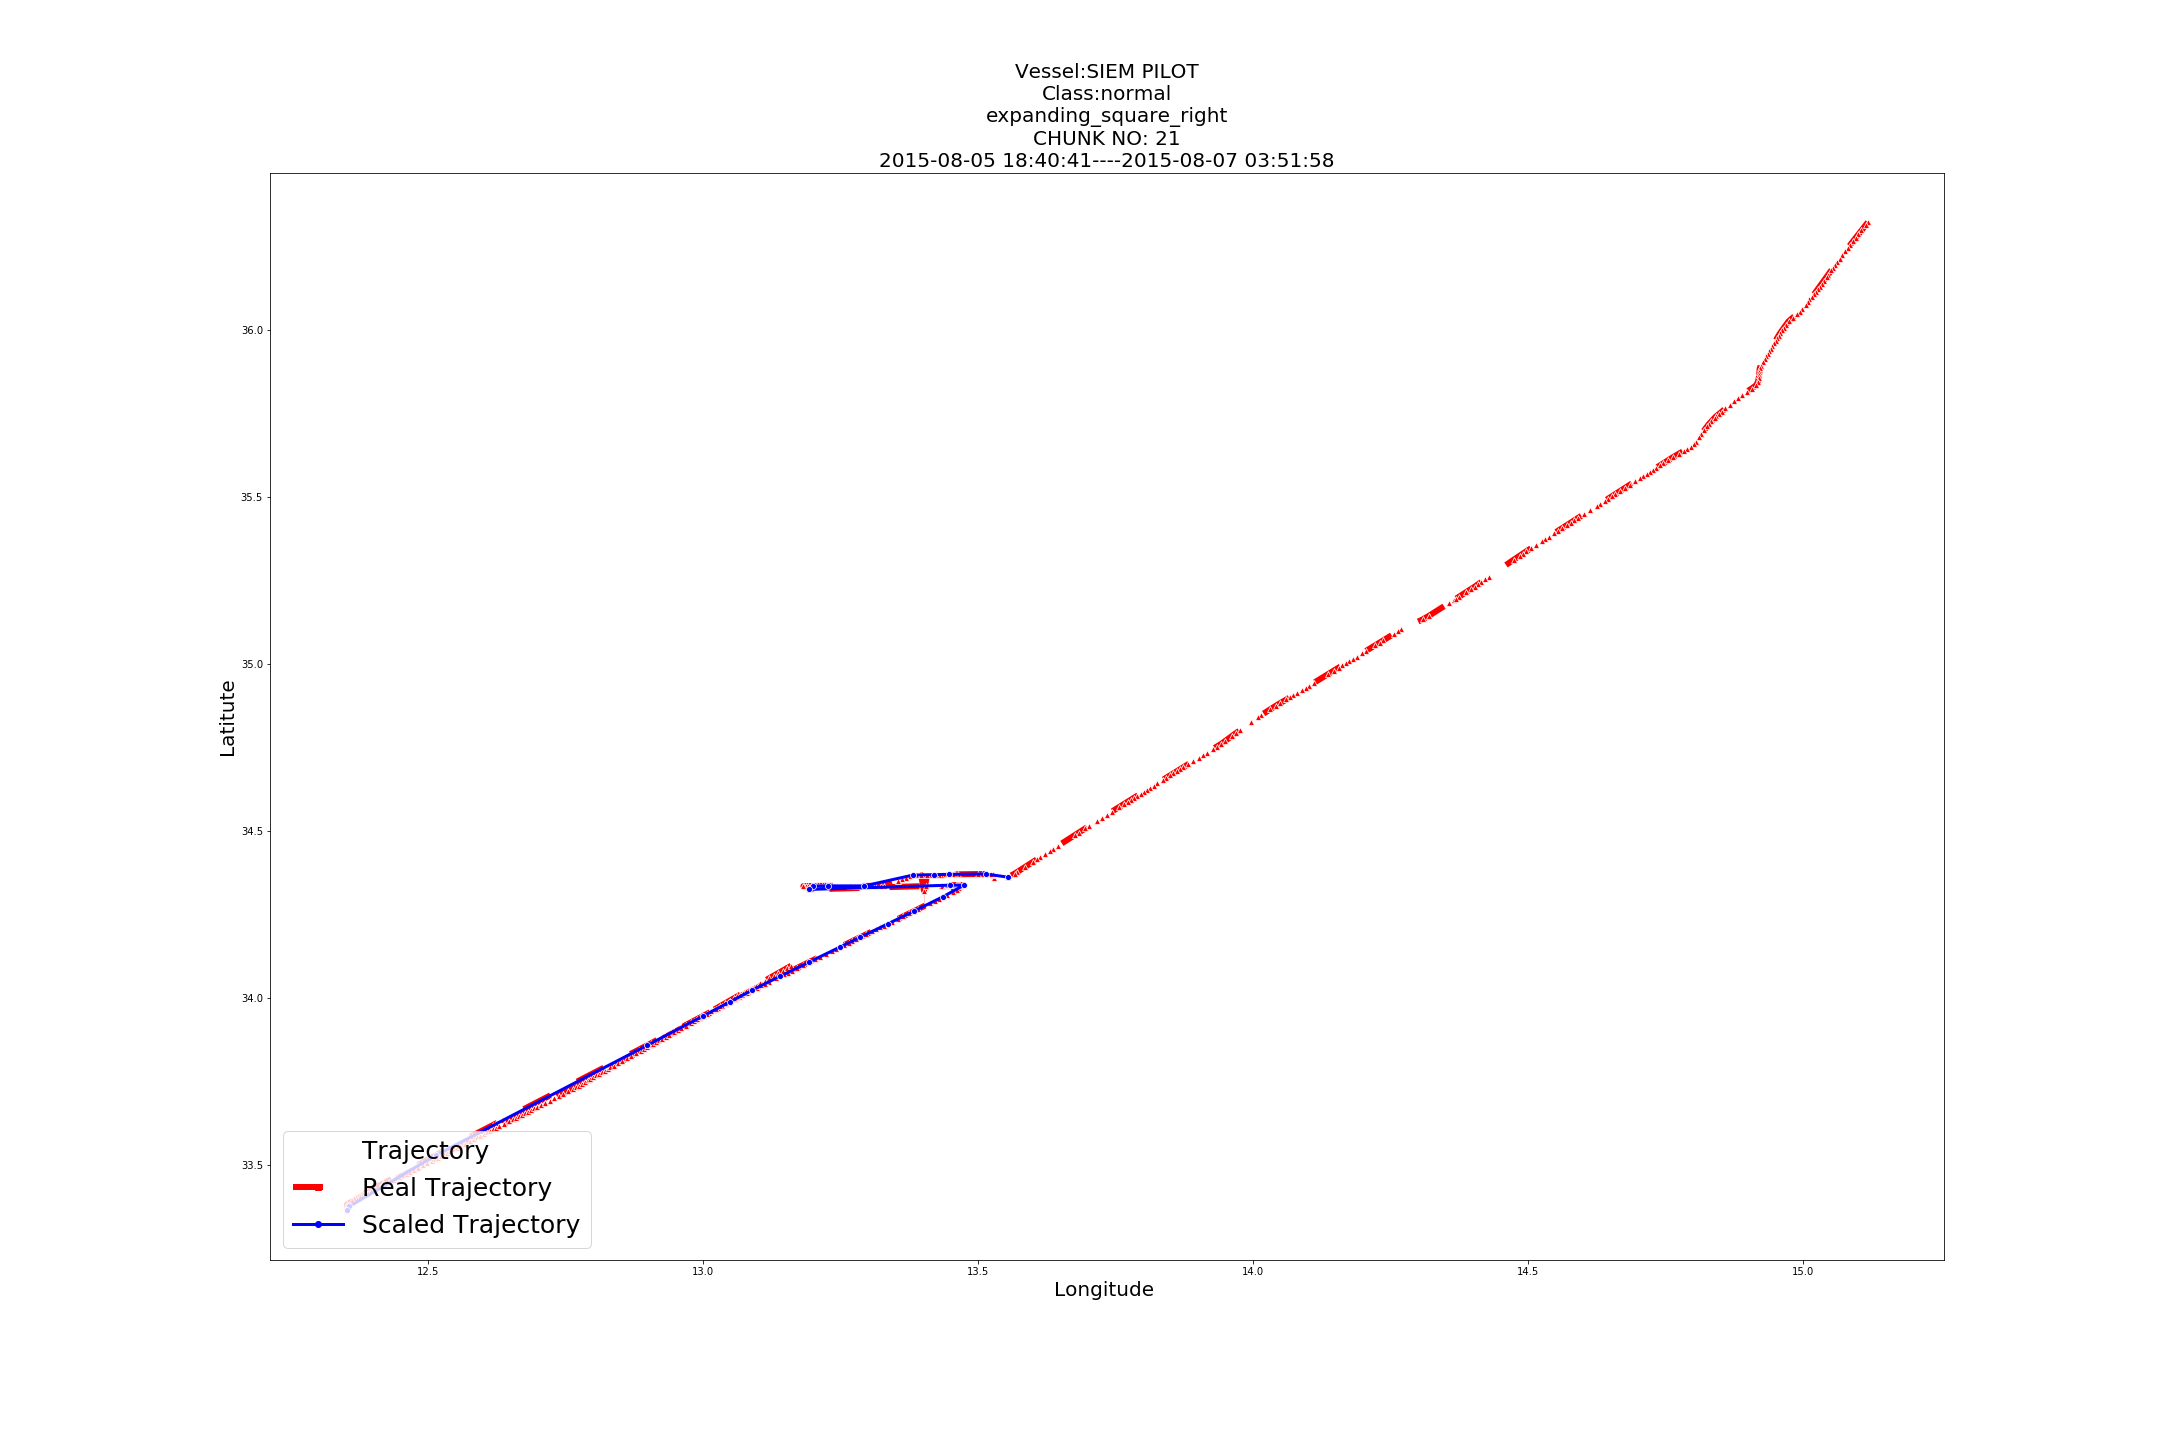 Vessel:SIEM PILOT
Class:normal
expanding_square_right
CHUNK NO: 21
2015-08-05 18:40:41----2015-08-07 03:51:58
36.0
35.5
35.0
34.5
34.0
33.5
Latitute
Trajectory
Real Trajectory
Scaled Trajectory
12.5
13.0
13.5
14.0
14.5
15.0
Longitude